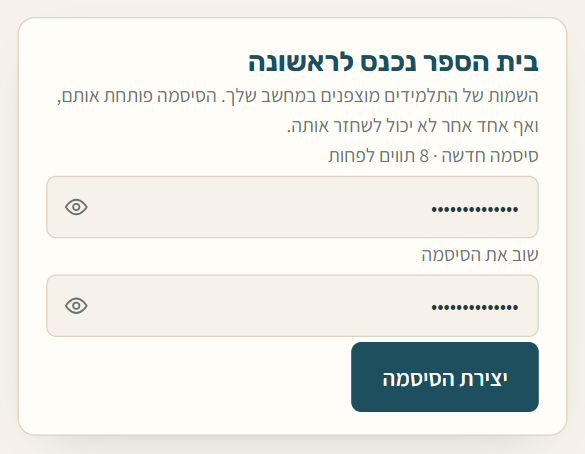 בית הספר נכנס לראשונה
השמות של התלמידים מוצפנים במחשב שלך. הסיסמה פותחת אותם,
ואף אחד אחר לא יכול לשחזר אותה.
סיסמה חדשה · 8 תווים לפחות
••••••••••••••
שוב את הסיסמה
••••••••••••••
יצירת הסיסמה